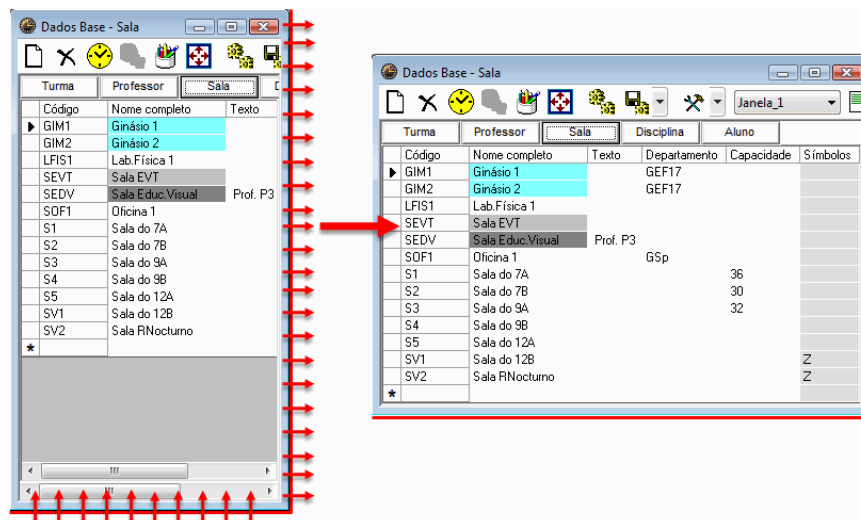 Dados Base - Sala
Turma Professor Sala
Código Nome completo Texto
GIM1 Ginásio 1
GIM2 Ginásio 2
LFIS1 Lab.Física 1
SEVT Sala EVT
SEDV Sala Educ.Visual Prof. P3
SOF1 Oficina 1
S1 Sala do 7A
S2 Sala do 7B
S3 Sala do 9A
S4 Sala do 9B
S5 Sala do 12A
SV1 Sala do 12B
SV2 Sala RNocturno
*
Dados Base - Sala
Janela_1
Turma Professor Sala Disciplina Aluno
Código Nome completo Texto Departamento Capacidade Símbolos
GIM1 Ginásio 1 GEF17
GIM2 Ginásio 2 GEF17
LFIS1 Lab.Física 1
SEVT Sala EVT
SEDV Sala Educ.Visual Prof. P3
SOF1 Oficina 1 GSp
S1 Sala do 7A 36
S2 Sala do 7B 30
S3 Sala do 9A 32
S4 Sala do 9B
S5 Sala do 12A
SV1 Sala do 12B Z
SV2 Sala RNocturno Z
*